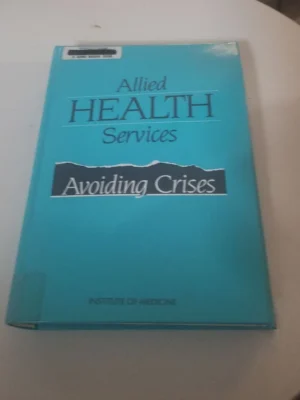 Allied
HEALTH
Services
Avoiding Crises
INSTITUTE OF MEDICINE